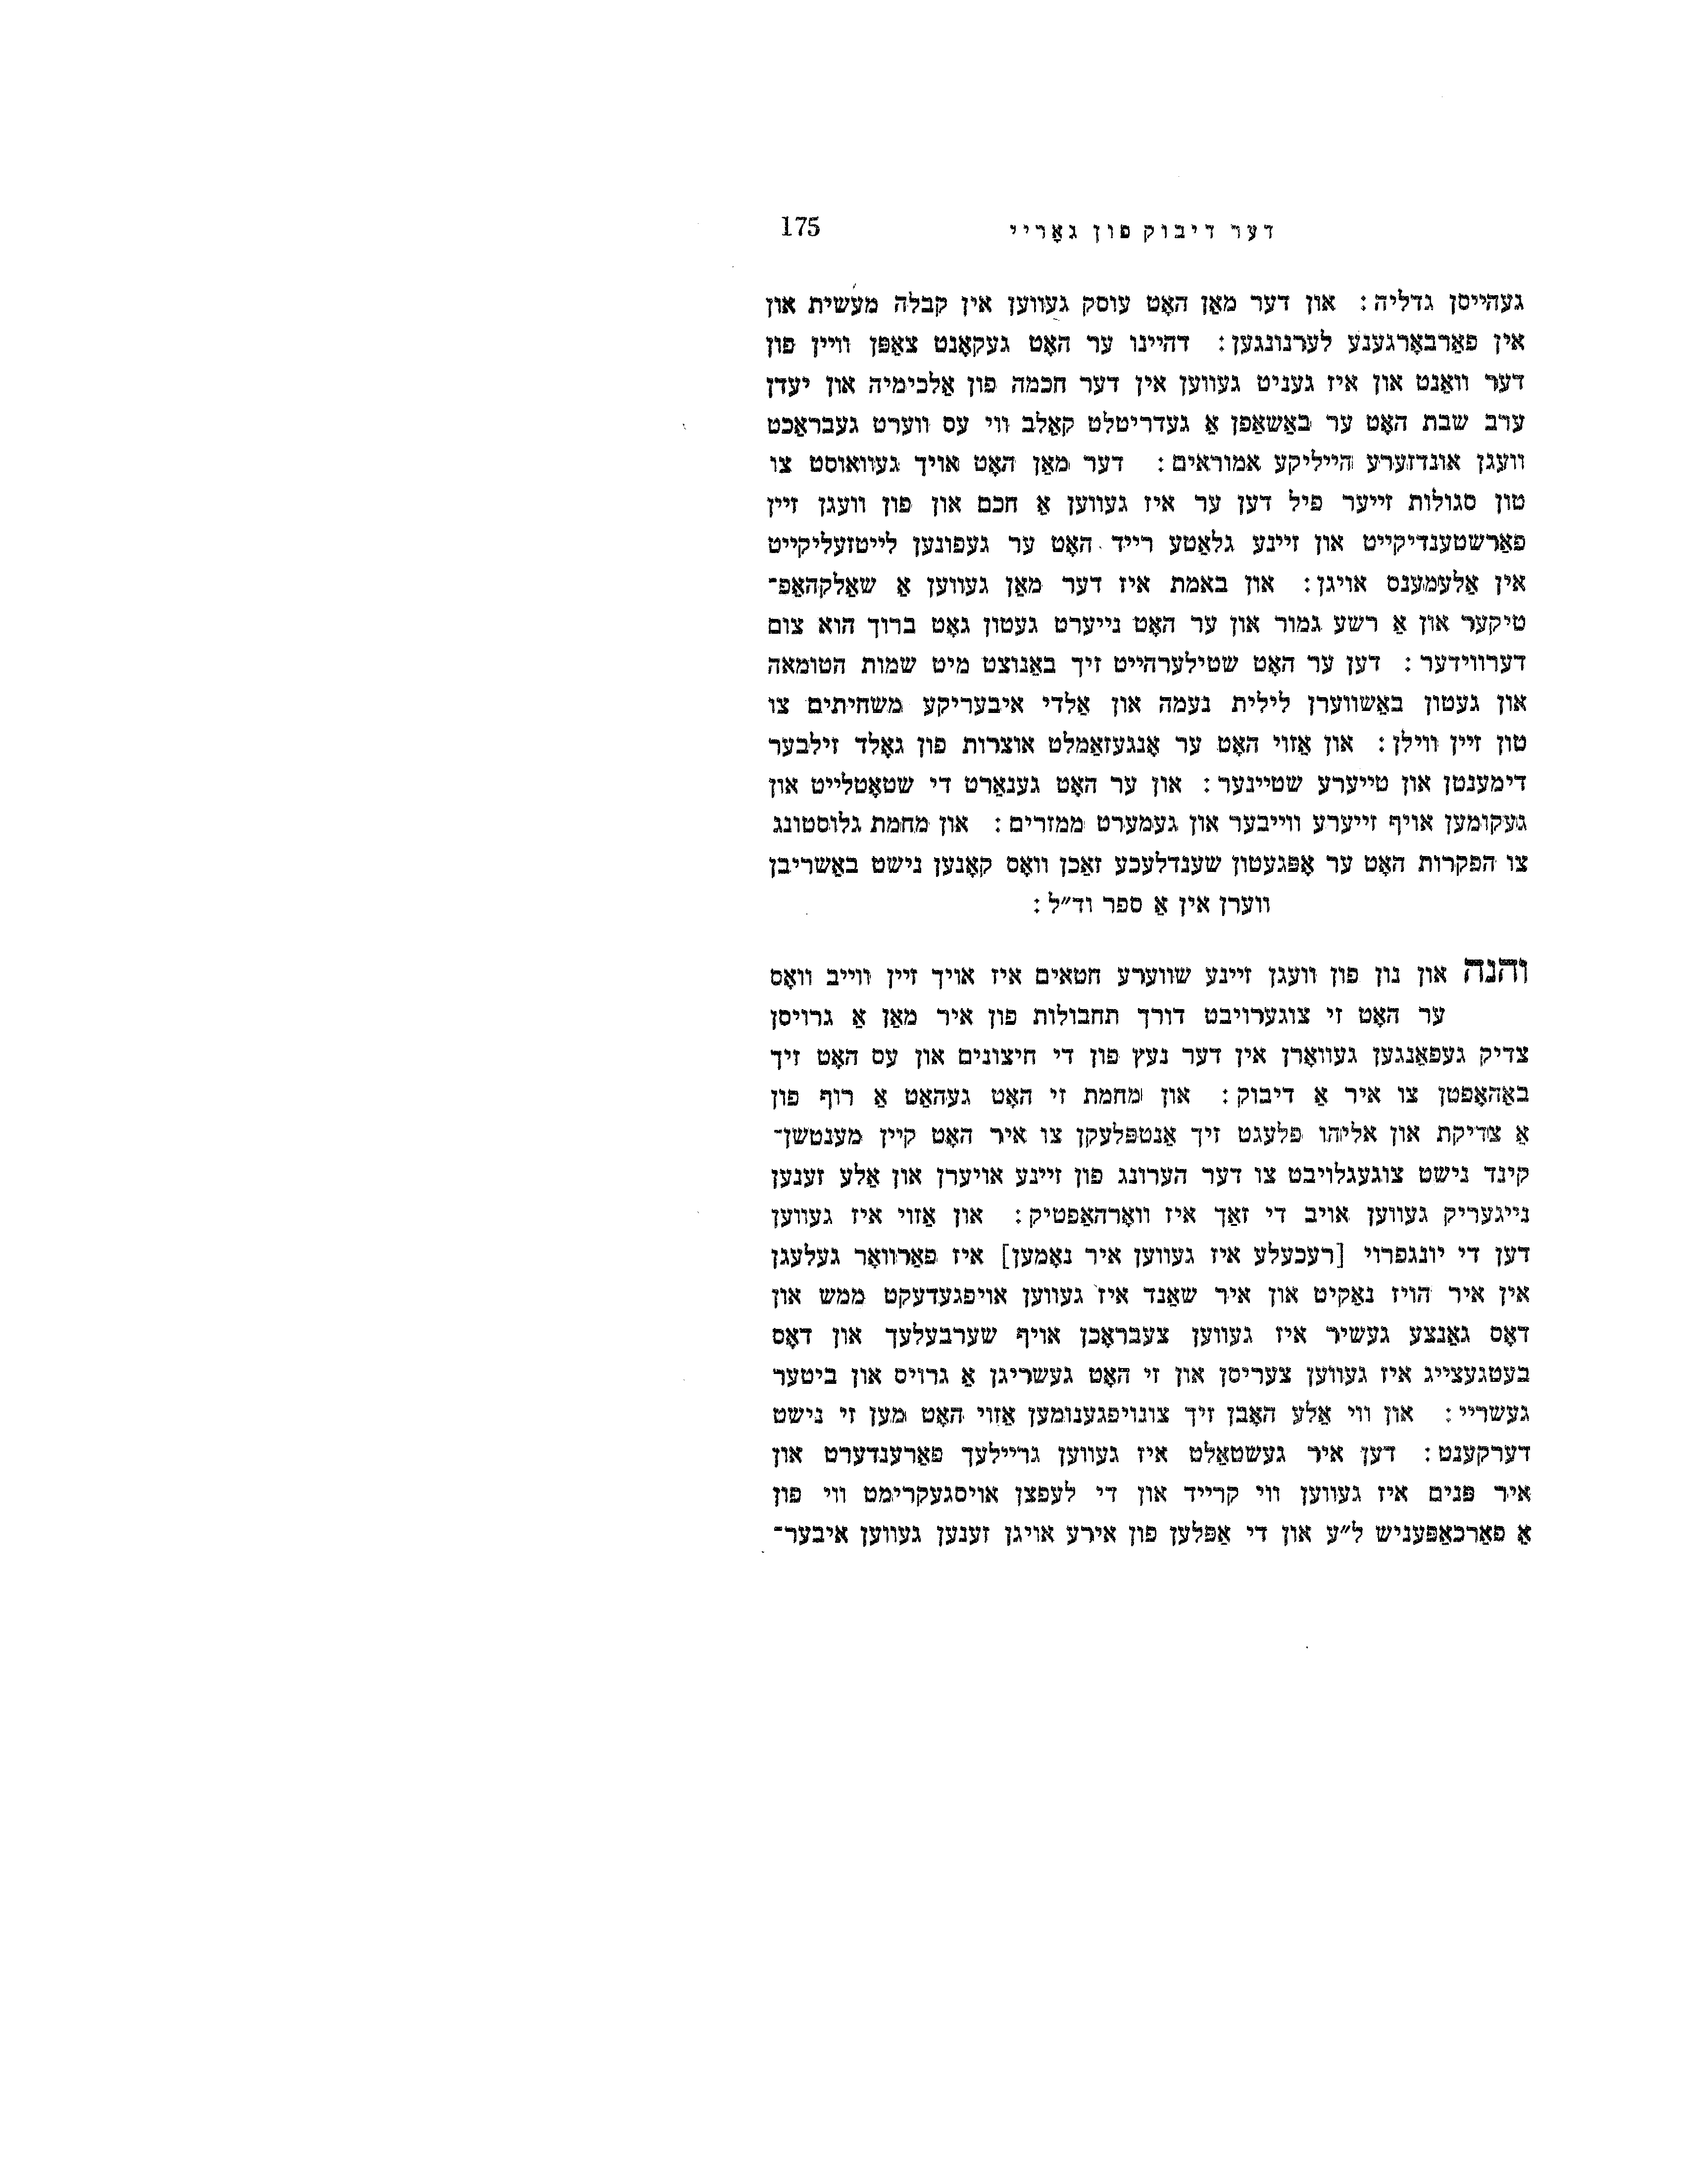 דער דיבוק פון גאָריי 175
געהייסן גדליה: און דער מאַן האָט עוסק געווען אין קבלה מעשית און
אין פאַרבאָרגענע לערנונגען: דהיינו ער האָט געקאָנט צאַפּן וויין פון
דער וואַנט און איז געניט געווען אין דער חכמה פון אַלכימיה און יעדן
ערב שבת האָט ער באַשאַפן אַ געדריטלט קאַלב ווי עס ווערט געבראַכט
וועגן אונדזערע הייליקע אמוראים: דער מאַן האָט אויך געוואוסט צו
טון סגולות זייער פיל דען ער איז געווען אַ חכם און פון וועגן זיין
פאַרשטענדיקייט און זיינע גלאַטע רייד האָט ער געפונען לייטזעליקייט
אין אַלעמענס אויגן: און באמת איז דער מאַן געווען אַ שאַלקהאַפ־
טיקער און אַ רשע גמור און ער האָט נייערט געטון גאָט ברוך הוא צום
דערווידער: דען ער האָט שטילערהייט זיך באַנוצט מיט שמות הטומאה
און געטון באַשווערן לילית נעמה און אַלדי איבעריקע משחיתים צו
טון זיין ווילן: און אַזוי האָט ער אָנגעזאַמלט אוצרות פון גאָלד זילבער
דימענטן און טייערע שטיינער: און ער האָט גענאַרט די שטאָטלייט און
געקומען אויף זייערע ווייבער און געמערט ממזרים: און מחמת גלוסטונג
צו הפקרות האָט ער אָפּגעטון שענדלעכע זאַכן וואָס קאָנען נישט באַשריבן
ווערן אין אַ ספר וד״ל:
והנה און נון פון וועגן זיינע שווערע חטאים איז אויך זיין ווייב וואָס
ער האָט זי צוגערויבט דורך תחבולות פון איר מאַן אַ גרויסן
צדיק געפאַנגען געוואָרן אין דער נעץ פון די חיצונים און עס האָט זיך
באַהאָפטן צו איר אַ דיבוק: און מחמת זי האָט געהאַט אַ רוף פון
אַ צדיקת און אליהו פלעגט זיך אַנטפּלעקן צו איר האָט קיין מענטשן־
קינד נישט צוגעגלויבט צו דער הערונג פון זיינע אויערן און אַלע זענען
נייגעריק געווען אויב די זאַך איז וואָרהאַפטיק: און אַזוי איז געווען
דען די יונגפרוי [רעכעלע איז געווען איר נאָמען] איז פאַרוואָר געלעגן
אין איר הויז נאַקיט און איר שאַנד איז געווען אויפגעדעקט ממש און
דאָס גאַנצע געשיר איז געווען צעבראָכן אויף שערבעלעך און דאָס
בעטגעצייג איז געווען צעריסן און זי האָט געשריגן אַ גרויס און ביטער
געשריי: און ווי אַלע האָבן זיך צונויפגענומען אַזוי האָט מען זי נישט
דערקענט: דען איר געשטאַלט איז געווען גריילעך פאַרענדערט און
איר פּנים איז געווען ווי קרייד און די לעפצן אויסגעקרימט ווי פון
אַ פאַרכאַפּעניש ל״ע און די אַפּלען פון אירע אויגן זענען געווען איבער־